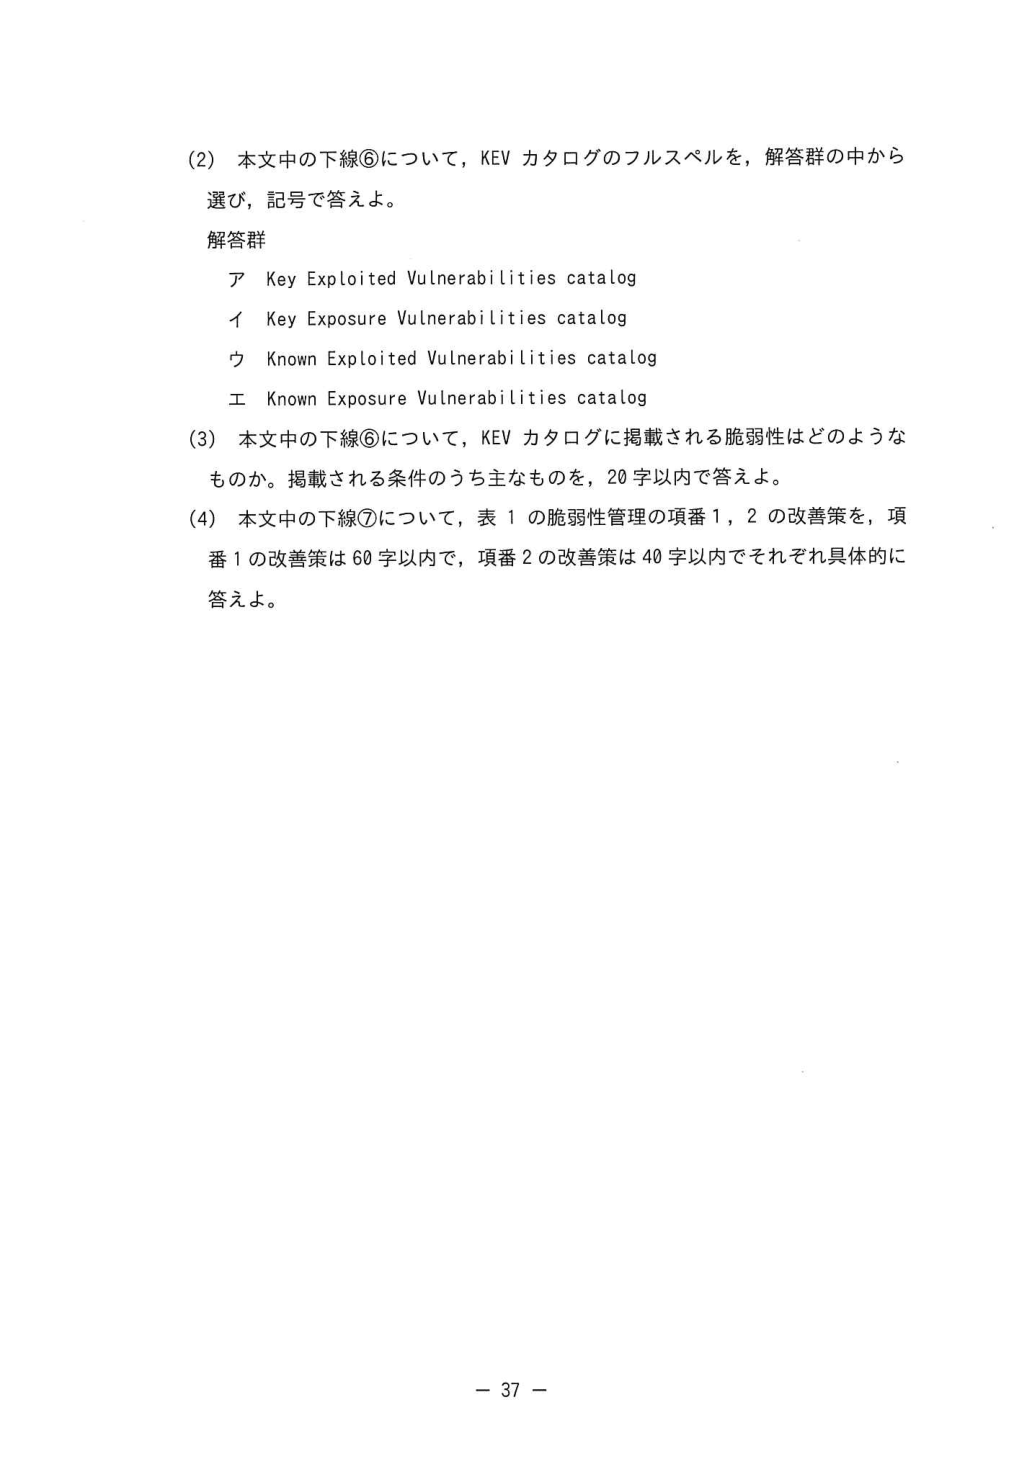 (2) 本文中の下線⑥について，KEV カタログのフルスペルを，解答群の中から
選び，記号で答えよ。
解答群
ア Key Exploited Vulnerabilities catalog
イ Key Exposure Vulnerabilities catalog
ウ Known Exploited Vulnerabilities catalog
エ Known Exposure Vulnerabilities catalog
(3) 本文中の下線⑥について，KEV カタログに掲載される脆弱性はどのような
ものか。掲載される条件のうち主なものを，20 字以内で答えよ。
(4) 本文中の下線⑦について，表 1 の脆弱性管理の項番 1，2 の改善策を，項
番 1 の改善策は 60 字以内で，項番 2 の改善策は 40 字以内でそれぞれ具体的に
答えよ。
― 37 ―